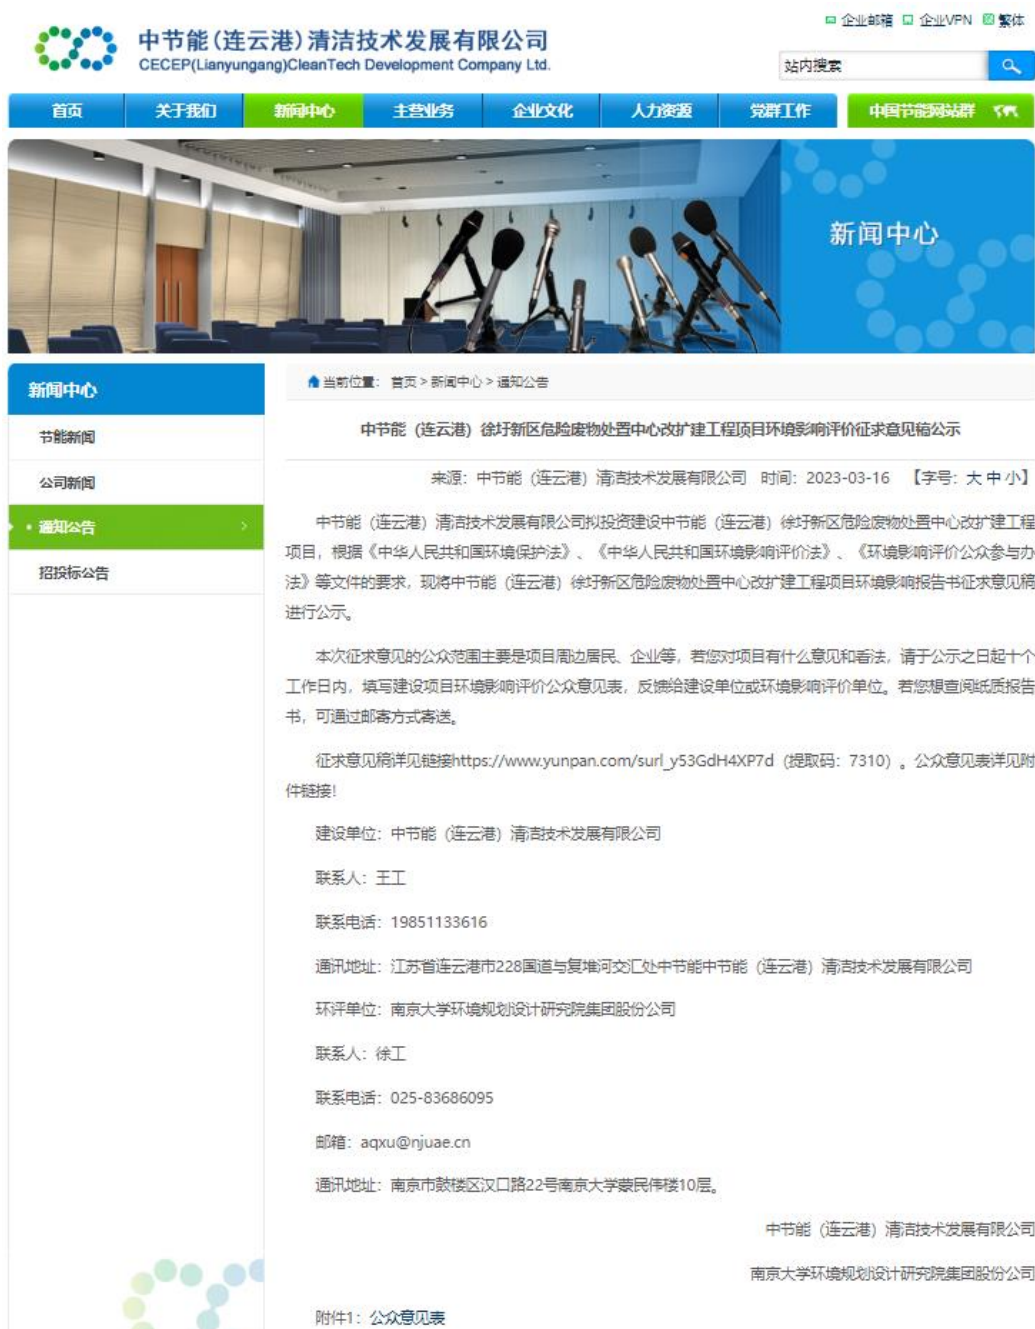 企业邮箱 企业VPN 繁体
中节能(连云港)清洁技术发展有限公司
CECEP(Lianyungang)CleanTech Development Company Ltd.
站内搜索
首页 关于我们 新闻中心 主营业务 企业文化 人力资源 党群工作 中国节能网站群
新闻中心
新闻中心
节能新闻
公司新闻
通知公告
招投标公告
当前位置: 首页 > 新闻中心 > 通知公告
中节能（连云港）徐圩新区危险废物处置中心改扩建工程项目环境影响评价征求意见稿公示
来源：中节能（连云港）清洁技术发展有限公司 时间：2023-03-16 【字号：大 中 小】
中节能（连云港）清洁技术发展有限公司拟投资建设中节能（连云港）徐圩新区危险废物处置中心改扩建工程
项目，根据《中华人民共和国环境保护法》、《中华人民共和国环境影响评价法》、《环境影响评价公众参与办
法》等文件的要求，现将中节能（连云港）徐圩新区危险废物处置中心改扩建工程项目环境影响报告书征求意见稿
进行公示。
本次征求意见的公众范围主要是项目周边居民、企业等，若您对项目有什么意见和看法，请于公示之日起十个
工作日内，填写建设项目环境影响评价公众意见表，反馈给建设单位或环境影响评价单位。若您想查阅纸质报告
书，可通过邮寄方式寄送。
征求意见稿详见链接https://www.yunpan.com/surl_y53GdH4XP7d（提取码：7310）。公众意见表详见附
件链接！
建设单位：中节能（连云港）清洁技术发展有限公司
联系人：王工
联系电话：19851133616
通讯地址：江苏省连云港市228国道与复堆河交汇处中节能中节能（连云港）清洁技术发展有限公司
环评单位：南京大学环境规划设计研究院集团股份公司
联系人：徐工
联系电话：025-83686095
邮箱：aqxu@njuae.cn
通讯地址：南京市鼓楼区汉口路22号南京大学蒙民伟楼10层。
中节能（连云港）清洁技术发展有限公司
南京大学环境规划设计研究院集团股份公司
附件1：公众意见表